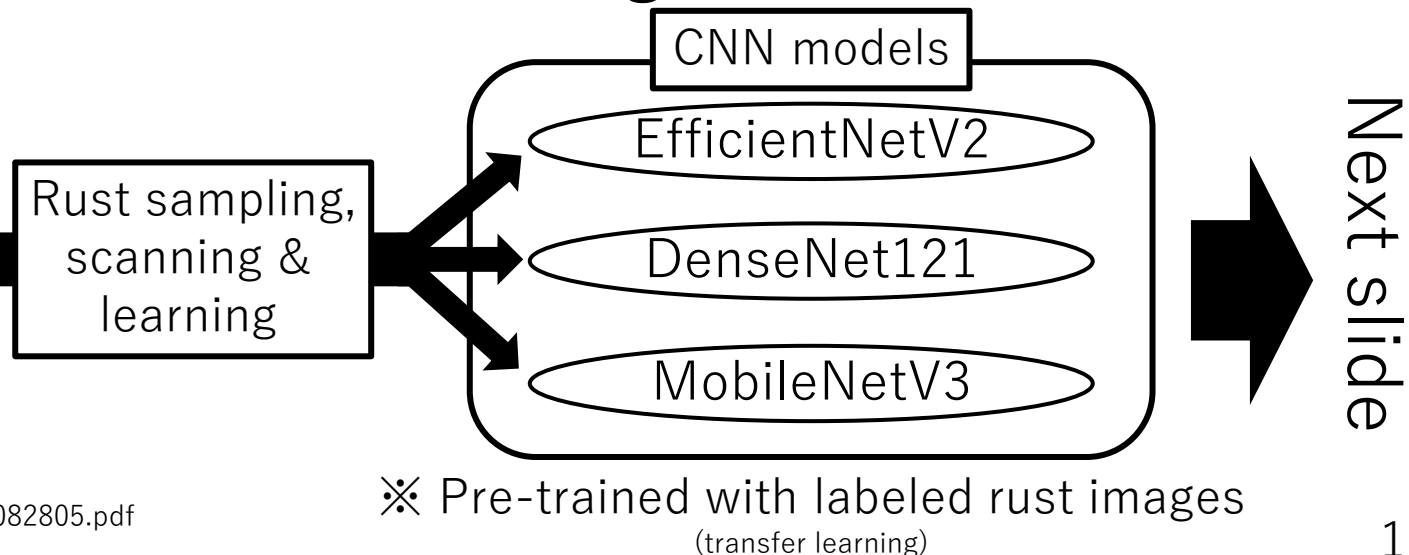 CNN models
EfficientNetV2
DenseNet121
MobileNetV3
Rust sampling,
scanning &
learning
Next slide
※ Pre-trained with labeled rust images
(transfer learning)
082805.pdf
1